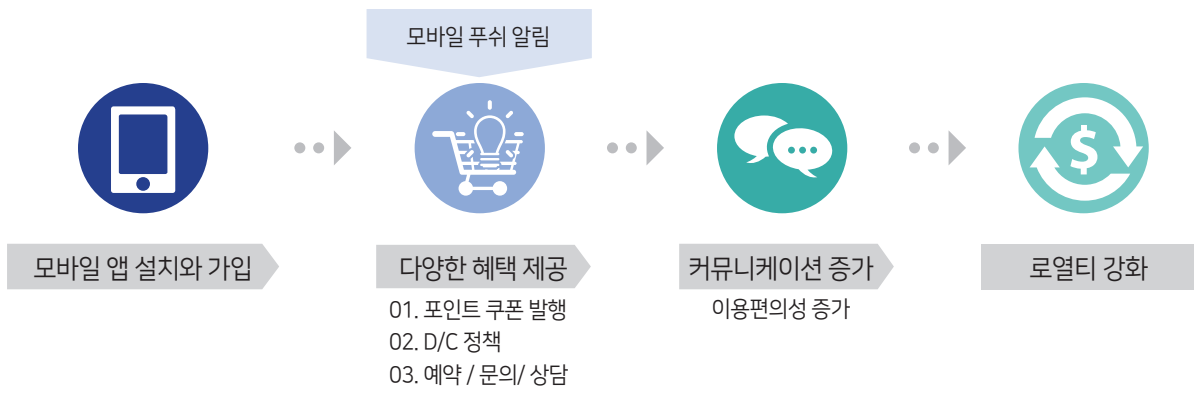 모바일 푸쉬 알림
$
모바일 앱 설치와 가입
다양한 혜택 제공
01. 포인트 쿠폰 발행
02. D/C 정책
03. 예약 / 문의/ 상담
커뮤니케이션 증가
이용편의성 증가
로열티 강화